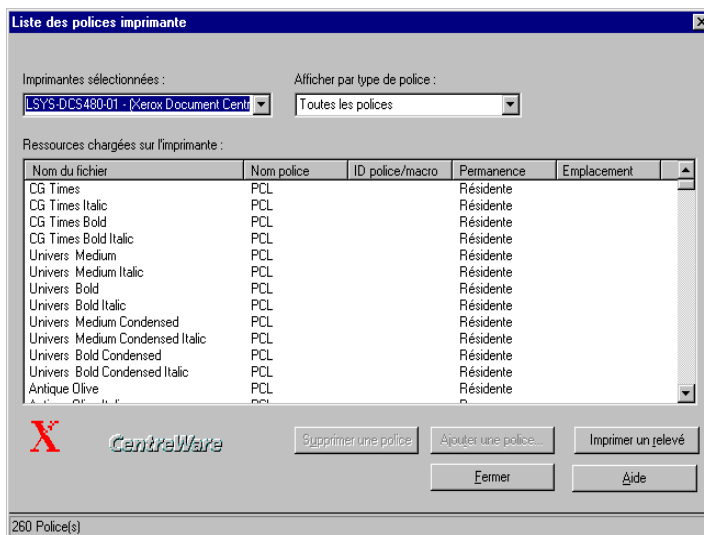 Liste des polices imprimante
Imprimantes sélectionnées : Afficher par type de police :
LSYS-DCS480-01 - (Xerox Document Centr Toutes les polices
Ressources chargées sur l'imprimante :
Nom du fichier Nom police ID police/macro Permanence Emplacement
CG Times PCL Résidente
CG Times Italic PCL Résidente
CG Times Bold PCL Résidente
CG Times Bold Italic PCL Résidente
Univers Medium PCL Résidente
Univers Medium Italic PCL Résidente
Univers Bold PCL Résidente
Univers Bold Italic PCL Résidente
Univers Medium Condensed PCL Résidente
Univers Medium Condensed Italic PCL Résidente
Univers Bold Condensed PCL Résidente
Univers Bold Condensed Italic PCL Résidente
Antique Olive PCL Résidente
X CentreWare Supprimer une police Ajouter une police... Imprimer un relevé
Fermer Aide
260 Police(s)